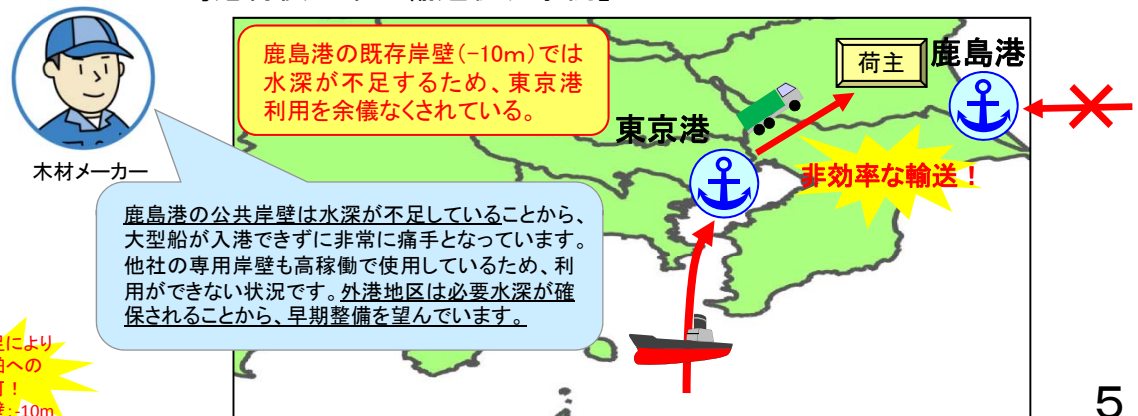 鹿島港の既存岸壁(-10m)では
水深が不足するため、東京港
利用を余儀なくされている。
荷主
鹿島港
東京港
非効率な輸送!
木材メーカー
鹿島港の公共岸壁は水深が不足していることから、
大型船が入港できずに非常に痛手となっています。
他社の専用岸壁も高稼働で使用しているため、利
用ができない状況です。外港地区は必要水深が確
保されることから、早期整備を望んでいます。
により
への
!
:-10m
5